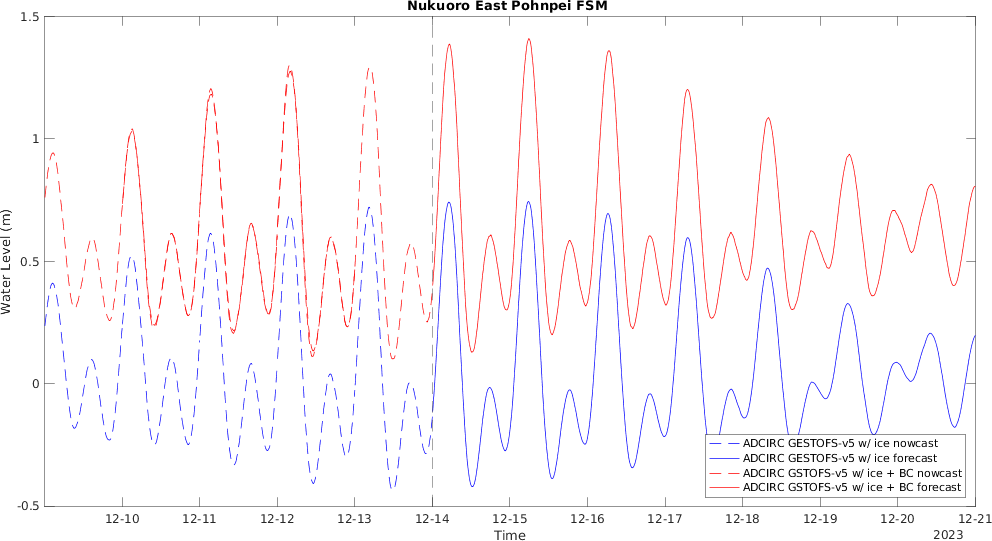 Nukuoro East Pohnpei FSM
Water Level (m)
1.5
1
0.5
0
-0.5
ADCIRC GESTOFS-v5 w/ ice nowcast
ADCIRC GESTOFS-v5 w/ ice forecast
ADCIRC GSTOFS-v5 w/ ice + BC nowcast
ADCIRC GSTOFS-v5 w/ ice + BC forecast
12-10 12-11 12-12 12-13 12-14 12-15 12-16 12-17 12-18 12-19 12-20 12-21
Time
2023